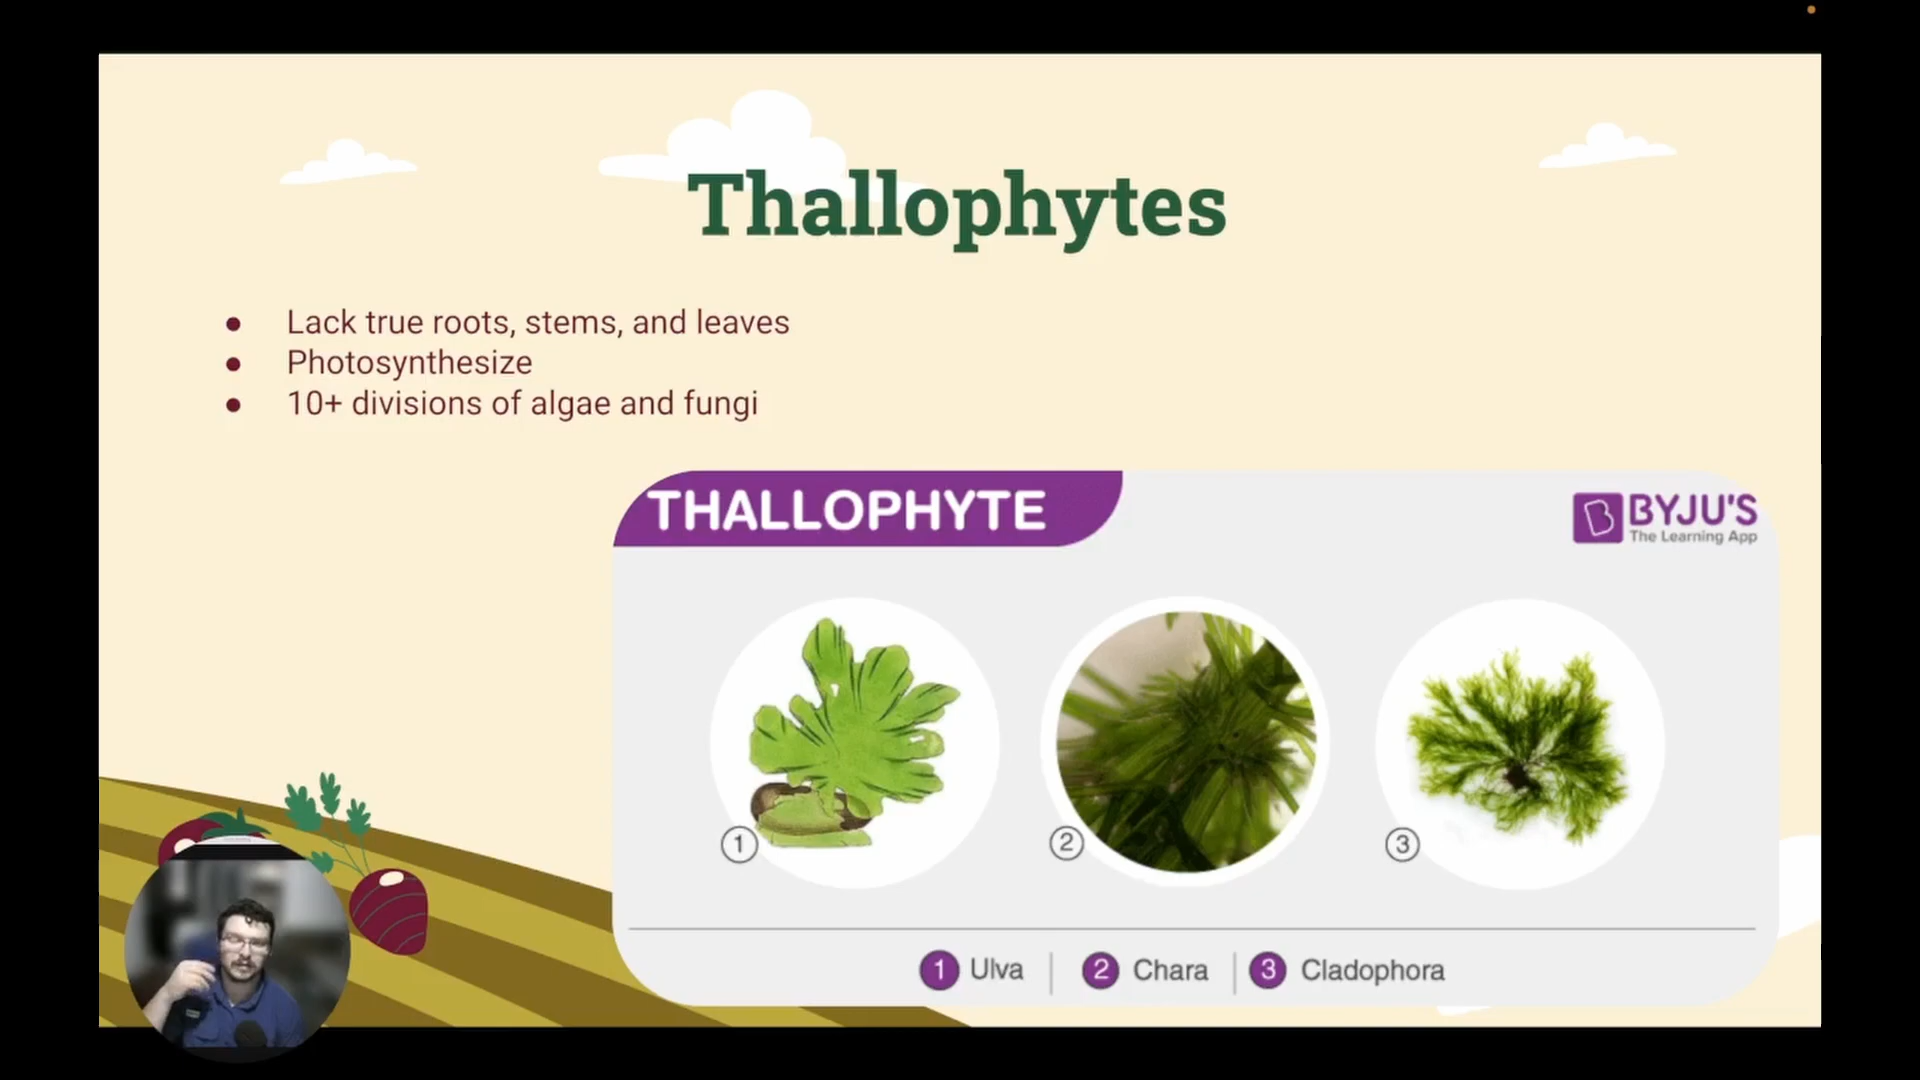 Thallophytes
● Lack true roots, stems, and leaves
● Photosynthesize
● 10+ divisions of algae and fungi
THALLOPHYTE
BYJU'S
The Learning App
1
2
3
1 Ulva | 2 Chara | 3 Cladophora